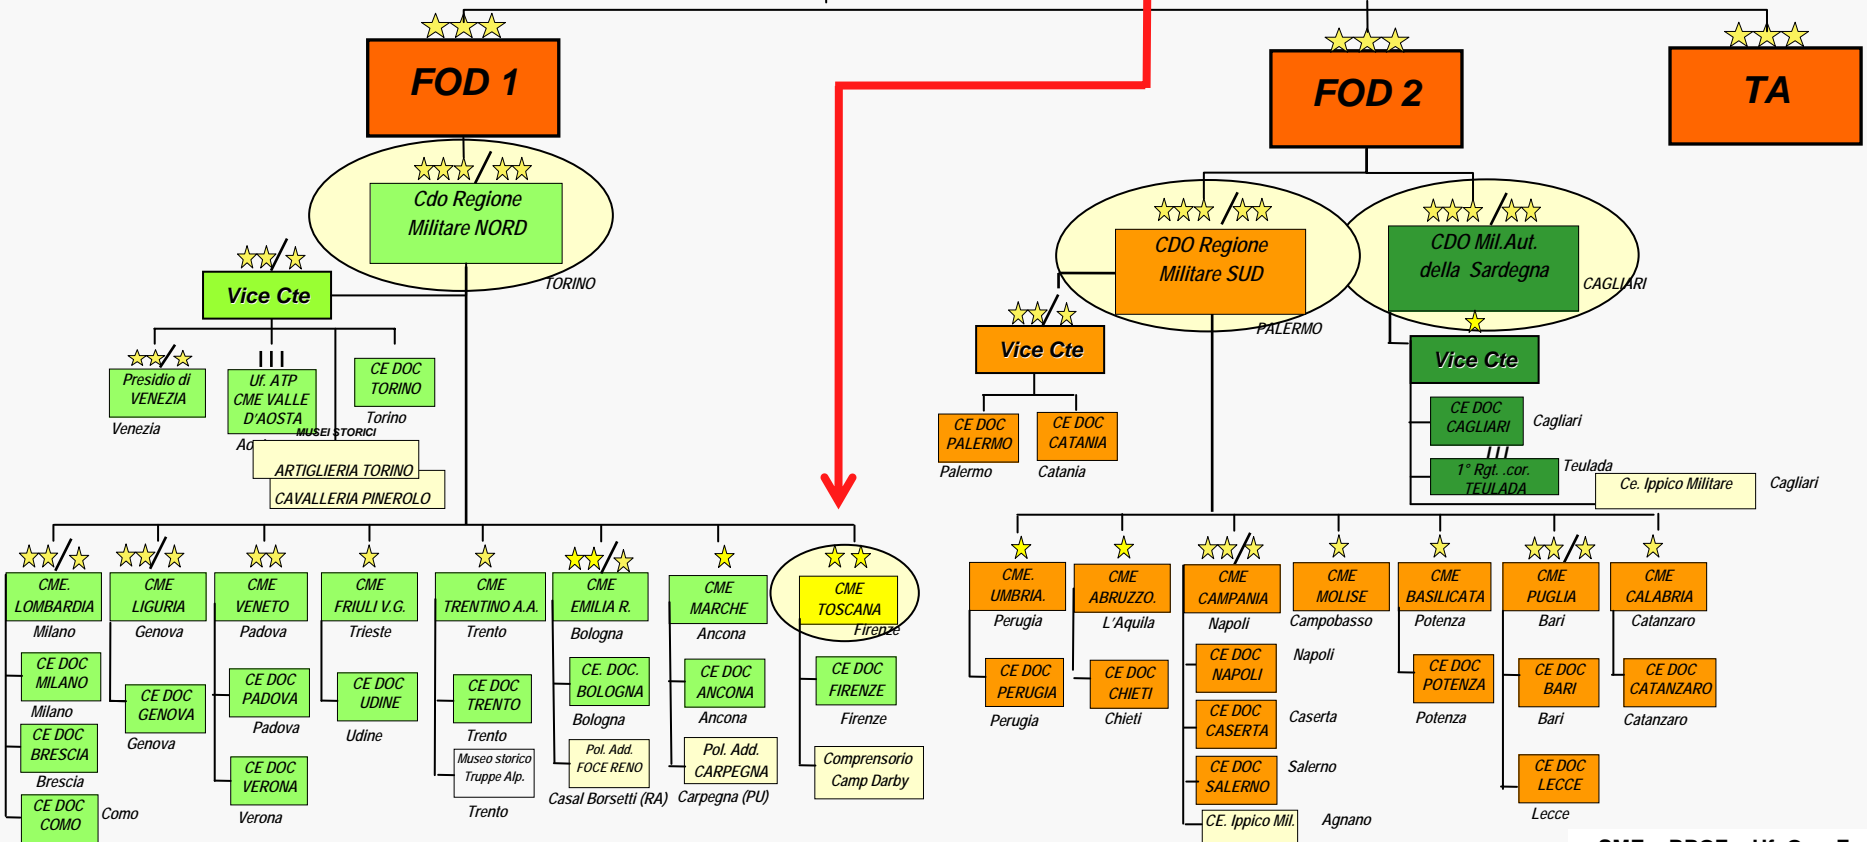 FOD 1
FOD 2
TA
Cdo Regione
Militare NORD
TORINO
CDO Regione
Militare SUD
PALERMO
CDO Mil.Aut.
della Sardegna
CAGLIARI
Vice Cte
Presidio di
VENEZIA
Venezia
Uf. ATP
CME VALLE
D'AOSTA
CE DOC
TORINO
Torino
MUSEI STORICI
ARTIGLIERIA TORINO
CAVALLERIA PINEROLO
Vice Cte
CE DOC
PALERMO
Palermo
CE DOC
CATANIA
Catania
Vice Cte
CE DOC
CAGLIARI
Cagliari
1° Rgt. .cor.
TEULADA
Teulada
Ce. Ippico Militare
Cagliari
CME.
LOMBARDIA
Milano
CE DOC
MILANO
Milano
CE DOC
BRESCIA
Brescia
CE DOC
COMO
Como
CME
LIGURIA
Genova
CE DOC
GENOVA
Genova
CME
VENETO
Padova
CE DOC
PADOVA
Padova
CE DOC
VERONA
Verona
CME
FRIULI V.G.
Trieste
CE DOC
UDINE
Udine
CME
TRENTINO A.A.
Trento
CE DOC
TRENTO
Trento
Museo storico
Truppe Alp.
Trento
CME
EMILIA R.
Bologna
CE. DOC.
BOLOGNA
Bologna
Pol. Add.
FOCE RENO
Casal Borsetti (RA)
CME
MARCHE
Ancona
CE DOC
ANCONA
Ancona
Pol. Add.
CARPEGNA
Carpegna (PU)
CME
TOSCANA
Firenze
CE DOC
FIRENZE
Firenze
Comprensorio
Camp Darby
CME.
UMBRIA.
Perugia
CE DOC
PERUGIA
Perugia
CME
ABRUZZO.
L'Aquila
CE DOC
CHIETI
Chieti
CME
CAMPANIA
Napoli
CE DOC
NAPOLI
Napoli
CE DOC
CASERTA
Caserta
CE DOC
SALERNO
Salerno
CE. Ippico Mil.
Agnano
CME
MOLISE
Campobasso
CME
BASILICATA
Potenza
CE DOC
POTENZA
Potenza
CME
PUGLIA
Bari
CE DOC
BARI
Bari
CE DOC
LECCE
Lecce
CME
CALABRIA
Catanzaro
CE DOC
CATANZARO
Catanzaro